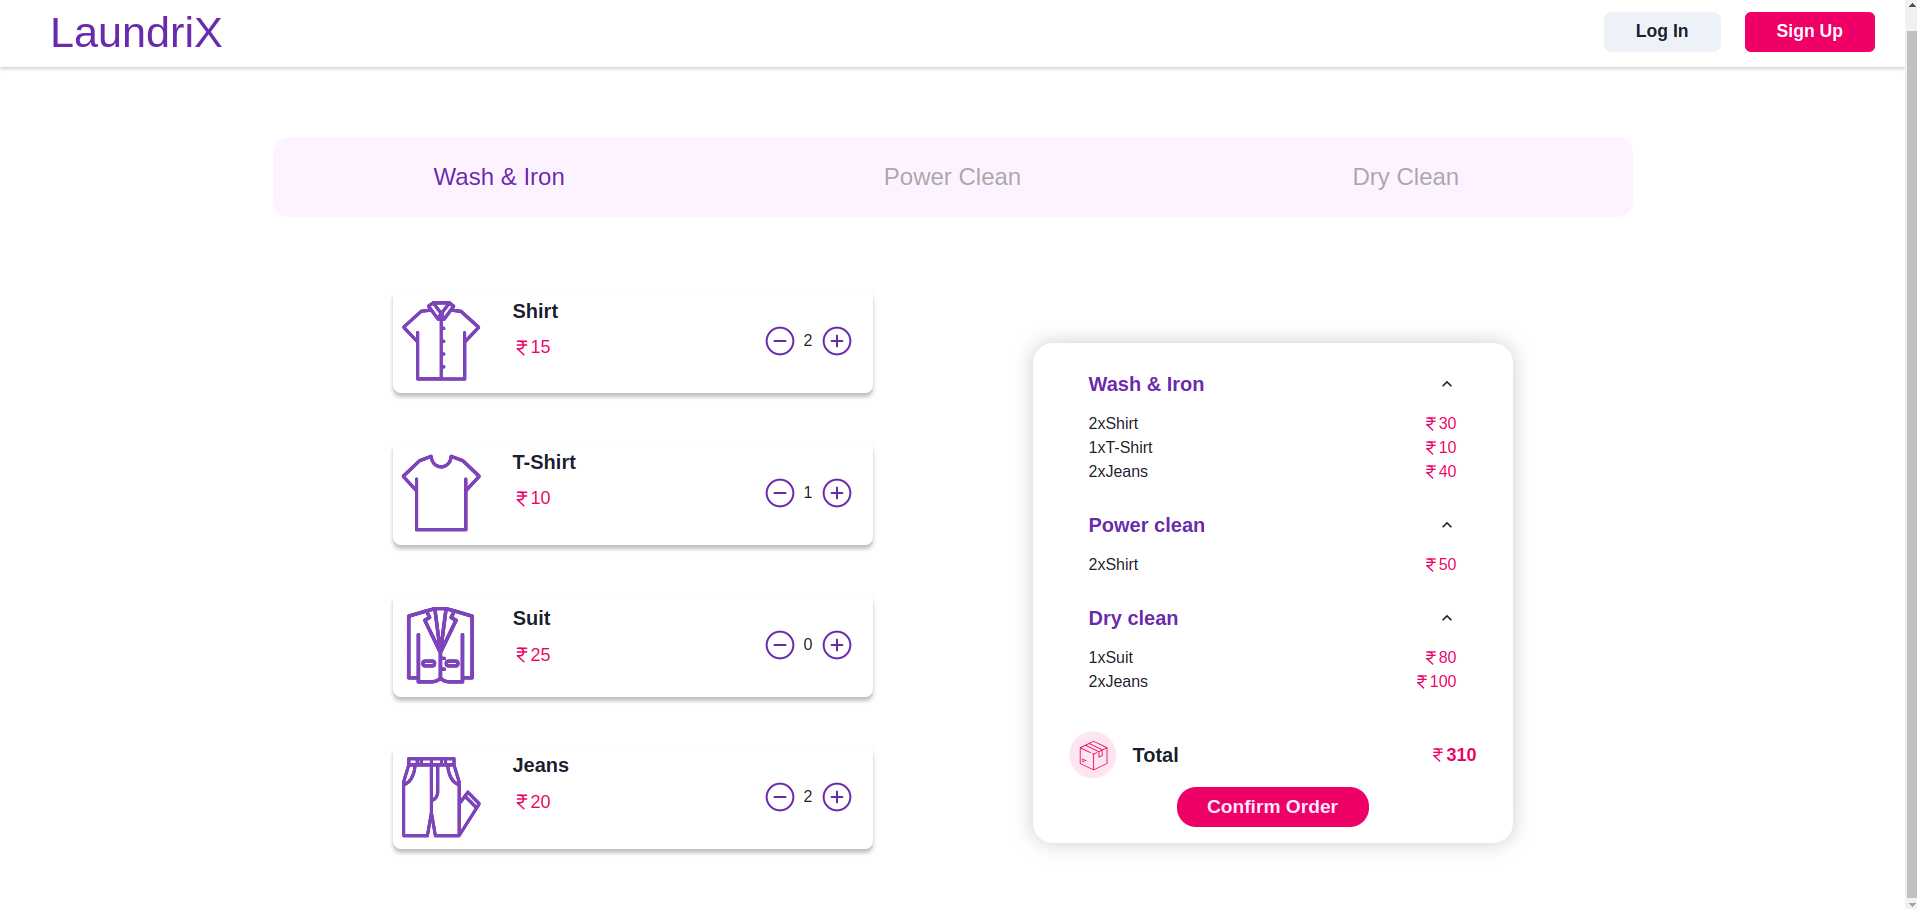 LaundriX
Log In
Sign Up
Wash & Iron
Power Clean
Dry Clean
Shirt
₹15
2
T-Shirt
₹10
1
Suit
₹25
0
Jeans
₹20
2
Wash & Iron
2xShirt ₹30
1xT-Shirt ₹10
2xJeans ₹40
Power clean
2xShirt ₹50
Dry clean
1xSuit ₹80
2xJeans ₹100
Total ₹310
Confirm Order